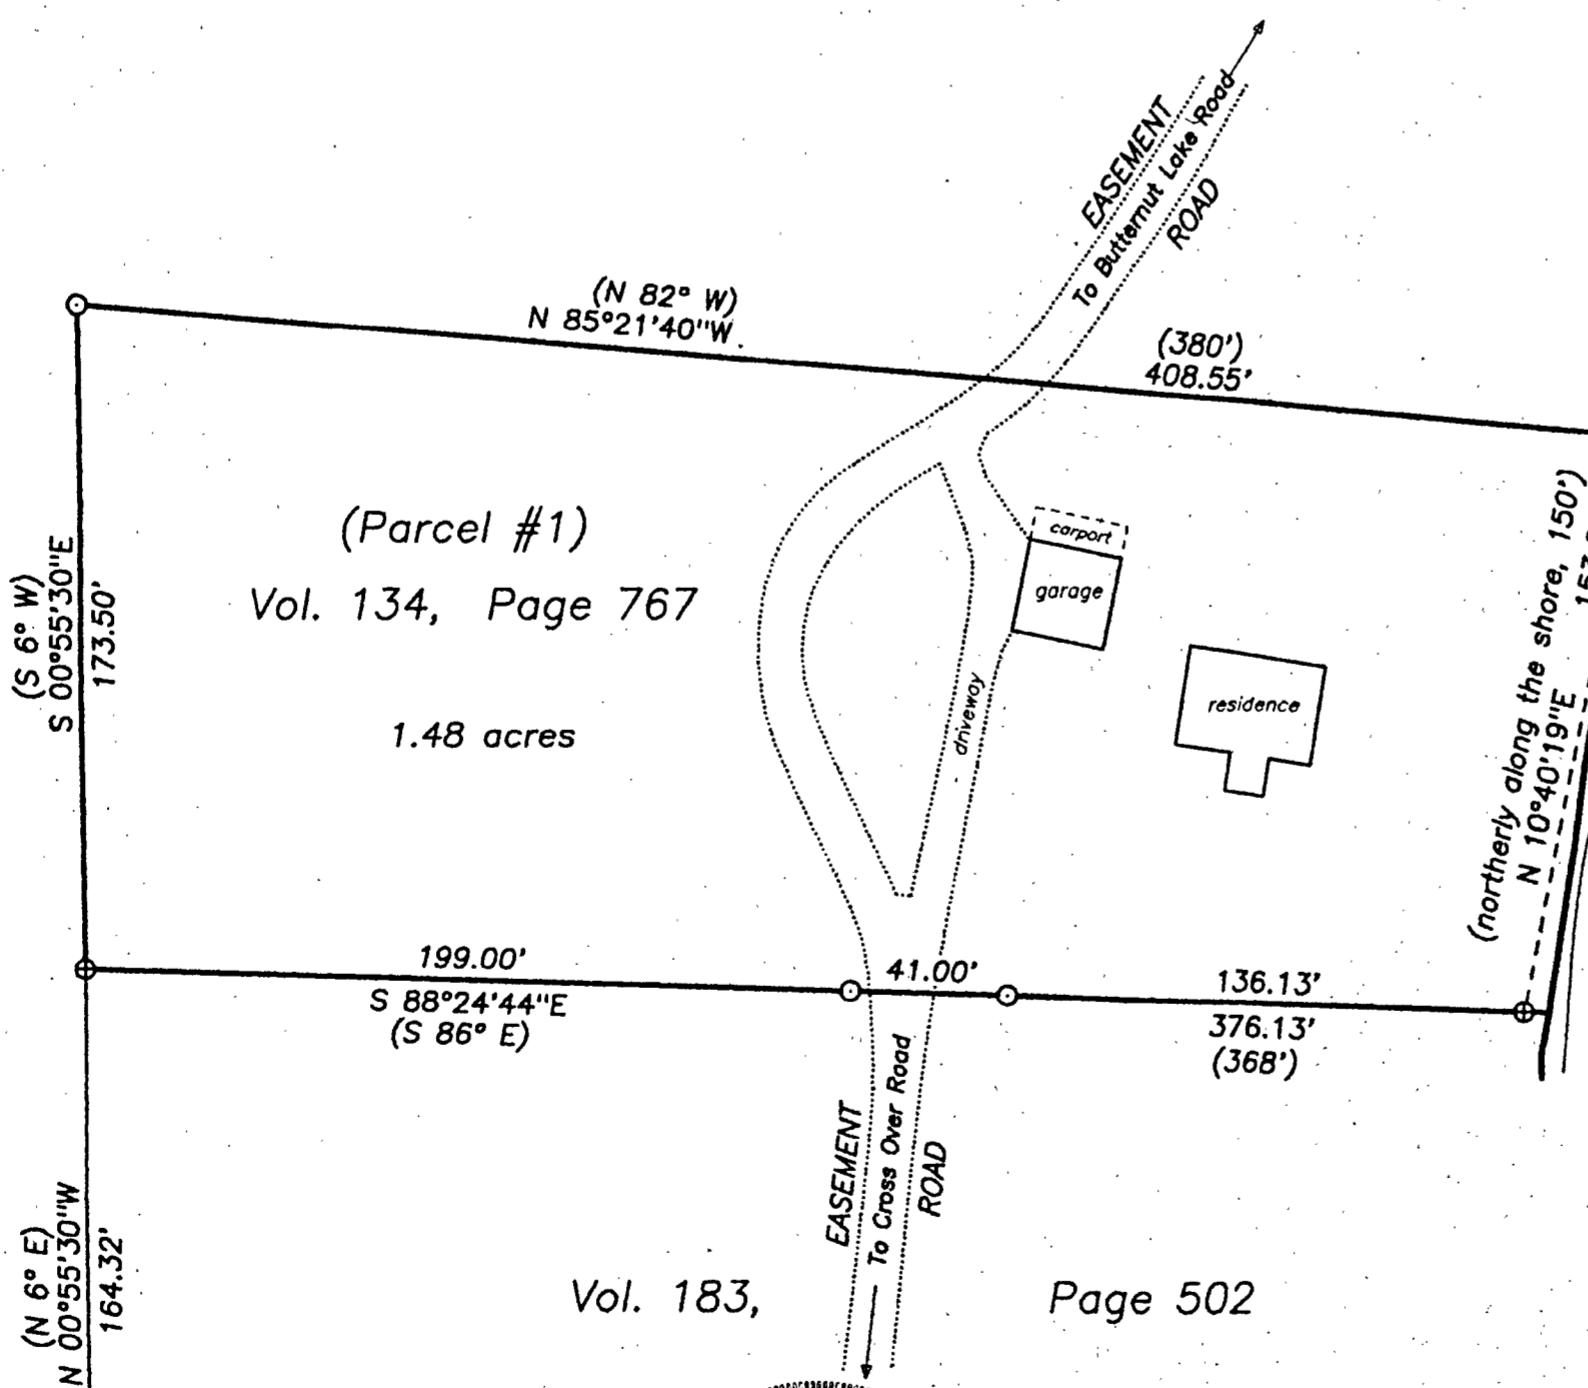 EASEMENT
To Butternut Lake Road
ROAD
(N 82° W)
N 85°21'40"W
(380')
408.55'
(Parcel #1)
Vol. 134, Page 767
1.48 acres
(S 6° W)
S 00°55'30"E
173.50'
carport
garage
residence
driveway
(northerly along the shore, 150')
N 10°40'19"E
199.00'
S 88°24'44"E
(S 86° E)
41.00'
136.13'
376.13'
(368')
EASEMENT
To Cross Over Road
ROAD
(N 6° E)
N 00°55'30"W
164.32'
Vol. 183, Page 502